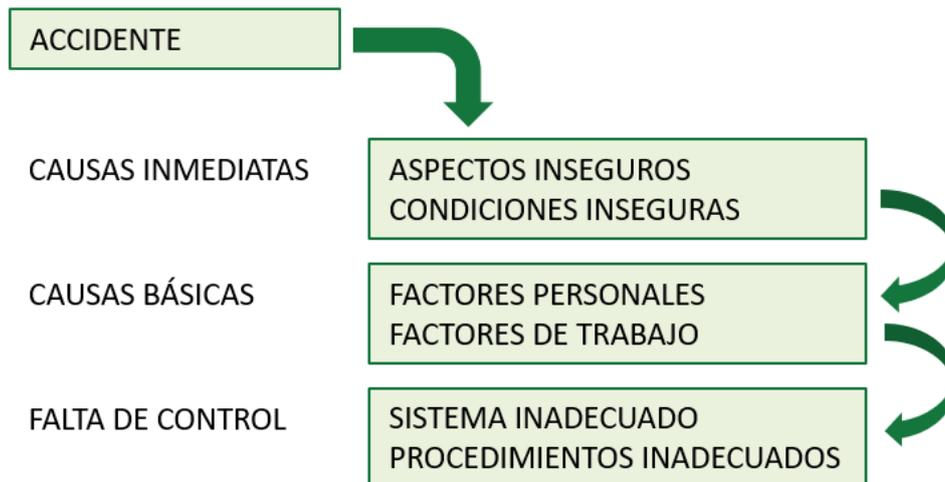 ACCIDENTE
CAUSAS INMEDIATAS
ASPECTOS INSEGUROS
CONDICIONES INSEGURAS
CAUSAS BÁSICAS
FACTORES PERSONALES
FACTORES DE TRABAJO
FALTA DE CONTROL
SISTEMA INADECUADO
PROCEDIMIENTOS INADECUADOS